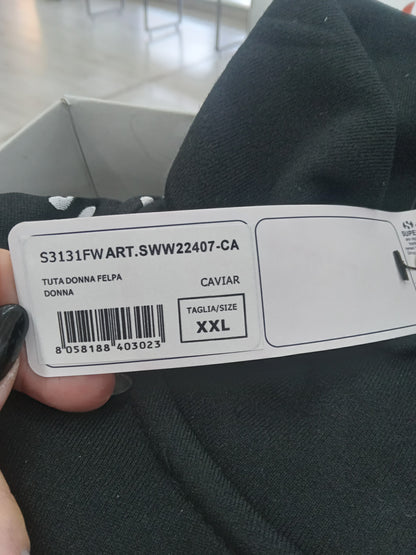 S3131FW ART.SWW22407-CA
TUTA DONNA FELPA
DONNA
CAVIAR
TAGLIA/SIZE
XXL
8 058188 403023